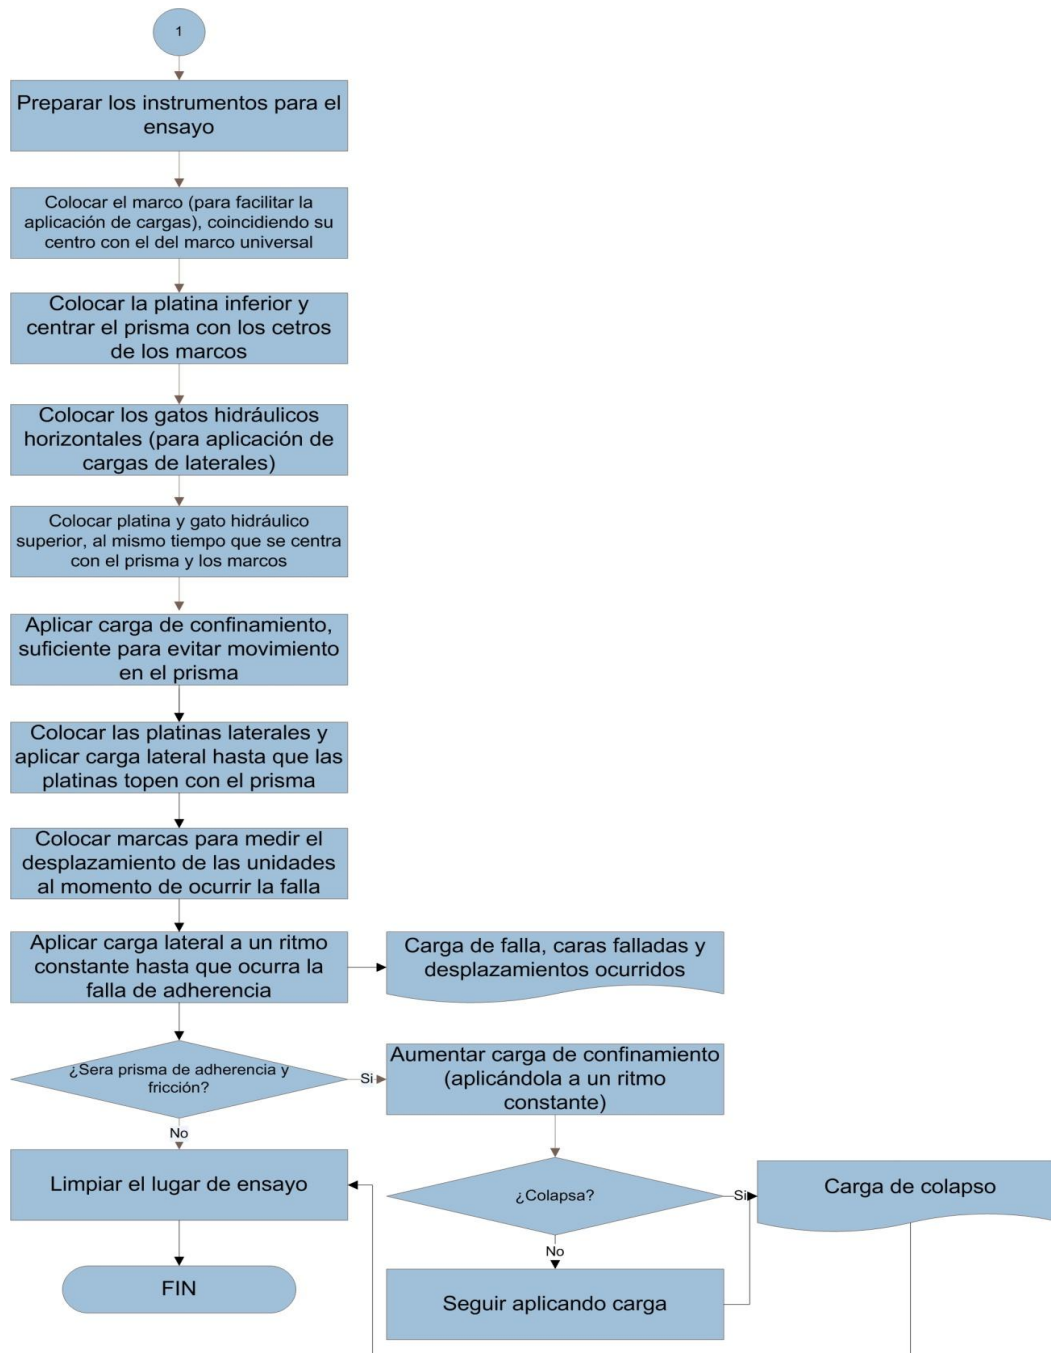 1
Preparar los instrumentos para el
ensayo
Colocar el marco (para facilitar la
aplicación de cargas), coincidiendo su
centro con el del marco universal
Colocar la platina inferior y
centrar el prisma con los cetros
de los marcos
Colocar los gatos hidráulicos
horizontales (para aplicación de
cargas de laterales)
Colocar platina y gato hidráulico
superior, al mismo tiempo que se centra
con el prisma y los marcos
Aplicar carga de confinamiento,
suficiente para evitar movimiento
en el prisma
Colocar las platinas laterales y
aplicar carga lateral hasta que las
platinas topen con el prisma
Colocar marcas para medir el
desplazamiento de las unidades
al momento de ocurrir la falla
Aplicar carga lateral a un ritmo
constante hasta que ocurra la
falla de adherencia
Carga de falla, caras falladas y
desplazamientos ocurridos
¿Sera prisma de adherencia y
fricción?
Si
Aumentar carga de confinamiento
(aplicándola a un ritmo
constante)
No
Limpiar el lugar de ensayo
¿Colapsa?
Si
Carga de colapso
No
Seguir aplicando carga
FIN